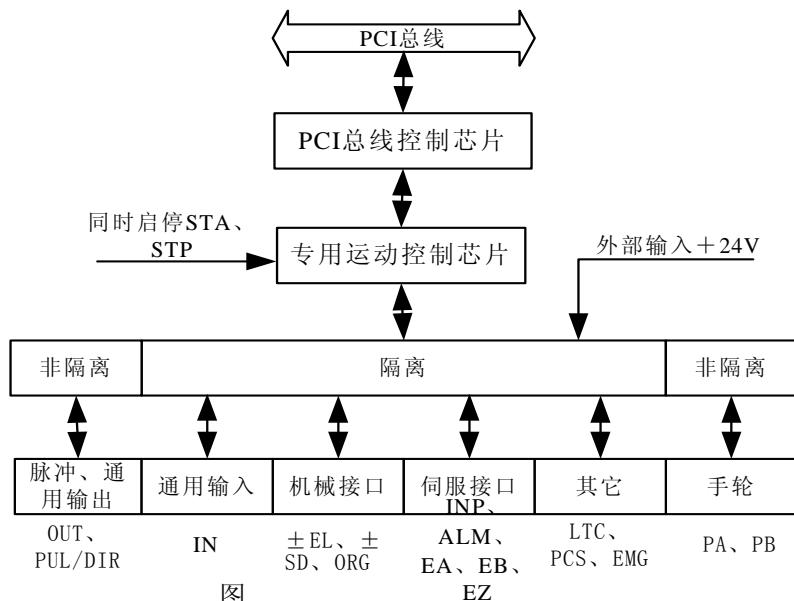 PCI总线
PCI总线控制芯片
同时启停STA、
STP
专用运动控制芯片
外部输入＋24V
非隔离
隔离
非隔离
脉冲、通
用输出
通用输入
机械接口
伺服接口
其它
手轮
OUT、
PUL/DIR
IN
±EL、±
SD、ORG
INP、
ALM、
EA、EB、
EZ
LTC、
PCS、EMG
PA、PB
图